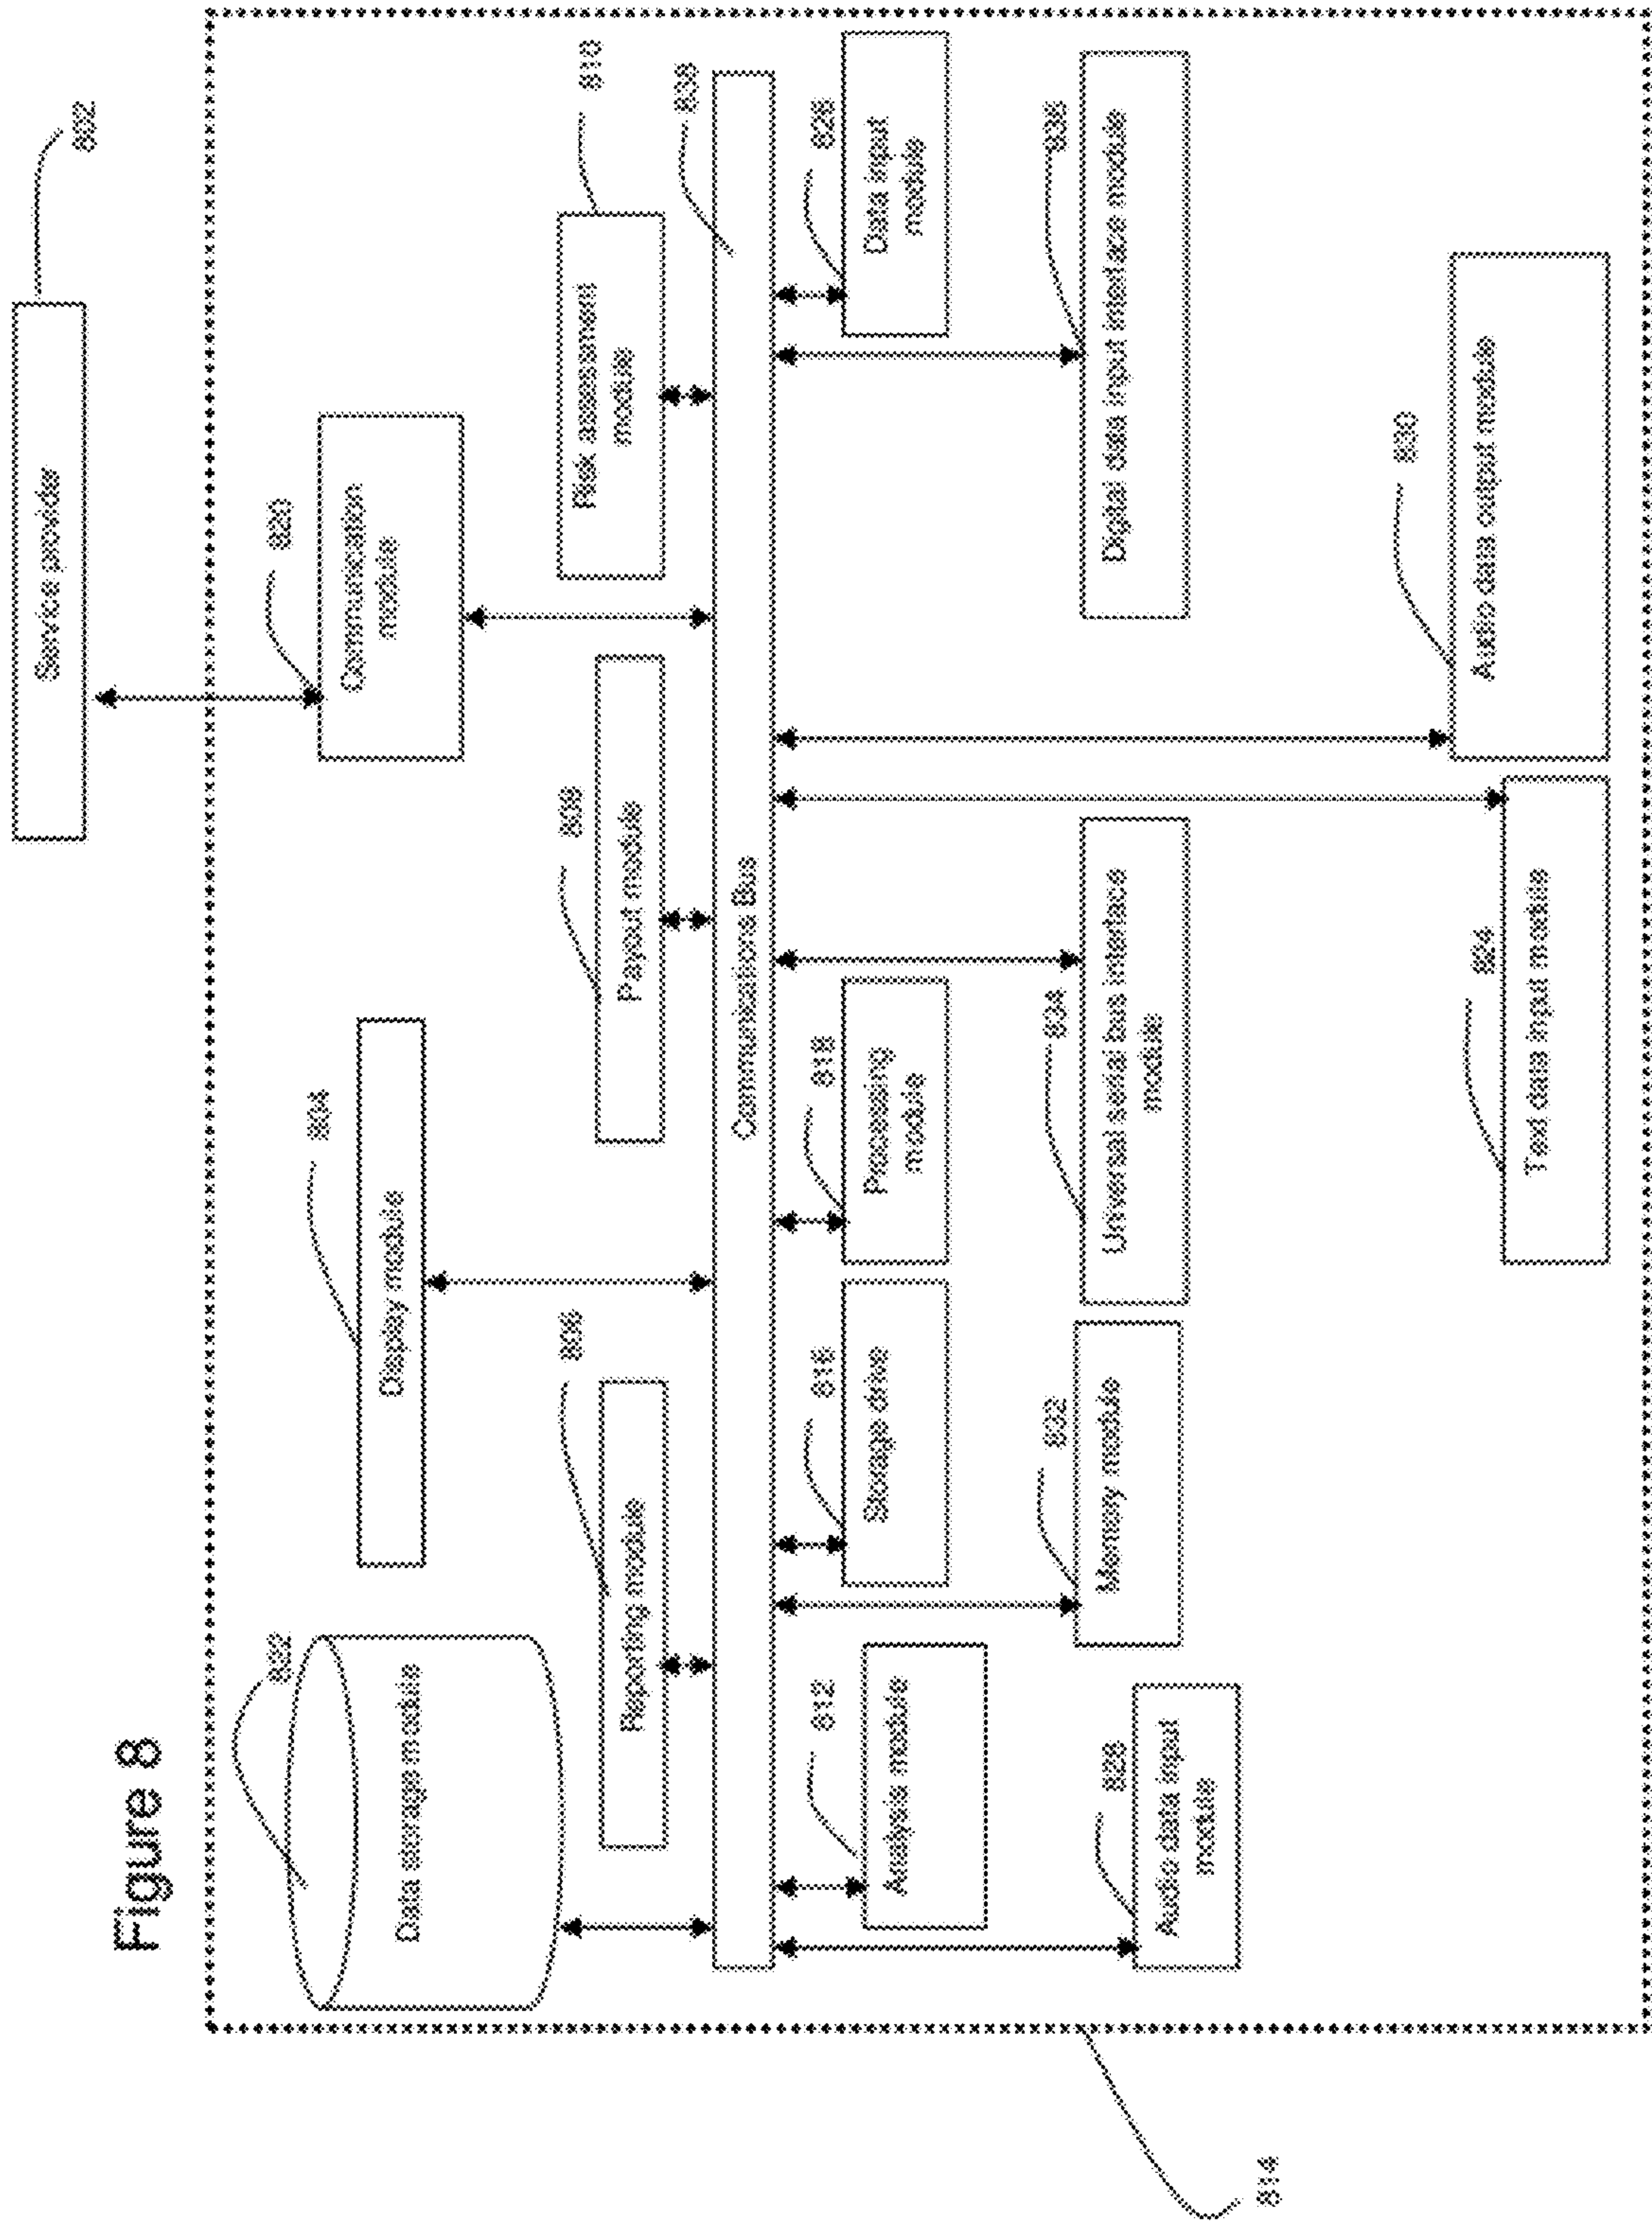 Figure 8
Service provider
802
822
Data storage module
804
Display module
820
Communication
module
806
Reporting module
808
Payout module
810
Risk assessment
module
838
Communications Bus
812
Analysis module
816
Storage drive
818
Processing
module
826
Data input
module
828
Audio data input
module
832
Memory module
834
Universal serial bus interface
module
836
Digital data input interface module
824
Text data input module
830
Audio data output module
814